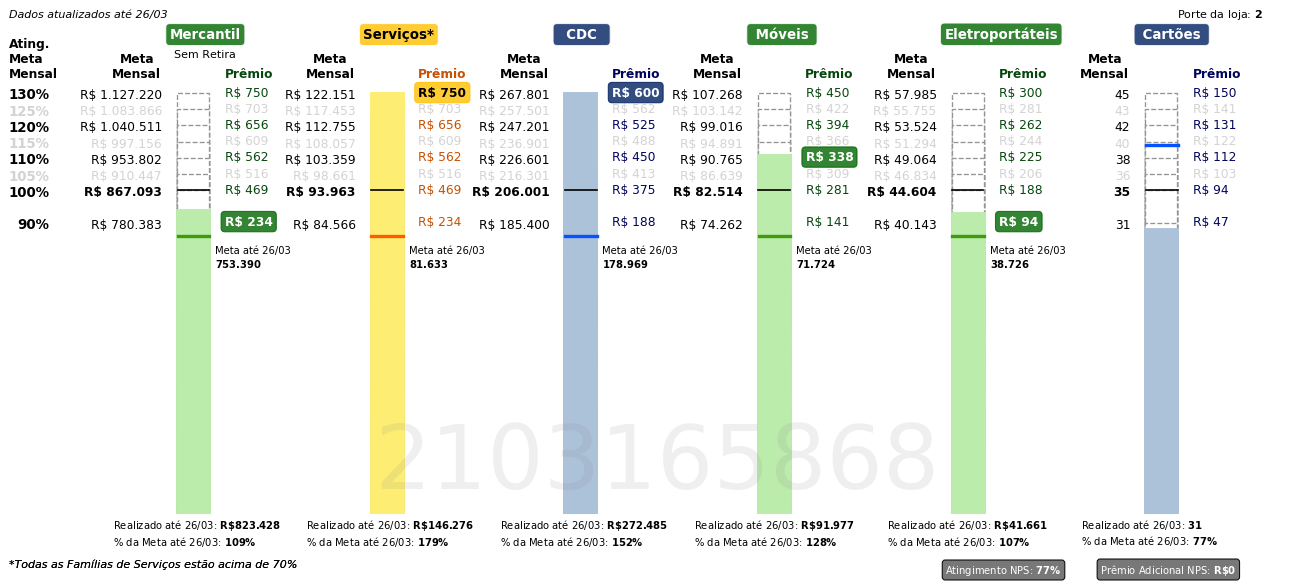 Dados atualizados até 26/03
Porte da loja: 2
Mercantil Serviços* CDC Móveis Eletroportáteis Cartões
Sem Retira
Ating. Meta Mensal
Meta Mensal Prêmio Meta Mensal Prêmio Meta Mensal Prêmio Meta Mensal Prêmio Meta Mensal Prêmio Meta Mensal Prêmio
130% R$ 1.127.220 R$ 750 R$ 122.151 R$ 750 R$ 267.801 R$ 600 R$ 107.268 R$ 450 R$ 57.985 R$ 300 45 R$ 150
125% R$ 1.083.866 R$ 703 R$ 117.453 R$ 703 R$ 257.501 R$ 562 R$ 103.142 R$ 422 R$ 55.755 R$ 281 43 R$ 141
120% R$ 1.040.511 R$ 656 R$ 112.755 R$ 656 R$ 247.201 R$ 525 R$ 99.016 R$ 394 R$ 53.524 R$ 262 42 R$ 131
115% R$ 997.156 R$ 609 R$ 108.057 R$ 609 R$ 236.901 R$ 488 R$ 94.891 R$ 366 R$ 51.294 R$ 244 40 R$ 122
110% R$ 953.802 R$ 562 R$ 103.359 R$ 562 R$ 226.601 R$ 450 R$ 90.765 R$ 338 R$ 49.064 R$ 225 38 R$ 112
105% R$ 910.447 R$ 516 R$ 98.661 R$ 516 R$ 216.301 R$ 413 R$ 86.639 R$ 309 R$ 46.834 R$ 206 36 R$ 103
100% R$ 867.093 R$ 469 R$ 93.963 R$ 469 R$ 206.001 R$ 375 R$ 82.514 R$ 281 R$ 44.604 R$ 188 35 R$ 94
90% R$ 780.383 R$ 234 R$ 84.566 R$ 234 R$ 185.400 R$ 188 R$ 74.262 R$ 141 R$ 40.143 R$ 94 31 R$ 47
Meta até 26/03 Meta até 26/03 Meta até 26/03 Meta até 26/03 Meta até 26/03
753.390 81.633 178.969 71.724 38.726
2103165868
Realizado até 26/03: R$823.428 Realizado até 26/03: R$146.276 Realizado até 26/03: R$272.485 Realizado até 26/03: R$91.977 Realizado até 26/03: R$41.661 Realizado até 26/03: 31
% da Meta até 26/03: 109% % da Meta até 26/03: 179% % da Meta até 26/03: 152% % da Meta até 26/03: 128% % da Meta até 26/03: 107% % da Meta até 26/03: 77%
*Todas as Famílias de Serviços estão acima de 70%
Atingimento NPS: 77% Prêmio Adicional NPS: R$0